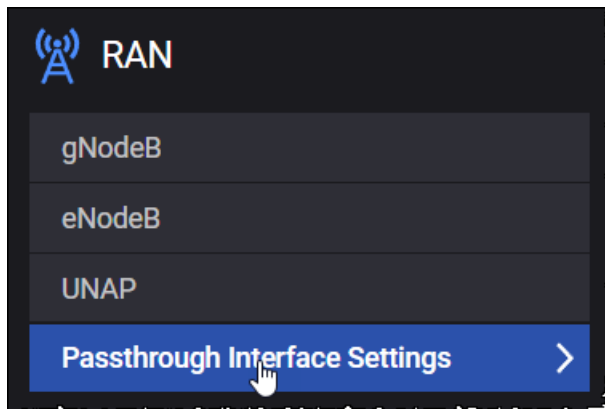 RAN
gNodeB
eNodeB
UNAP
Passthrough Interface Settings